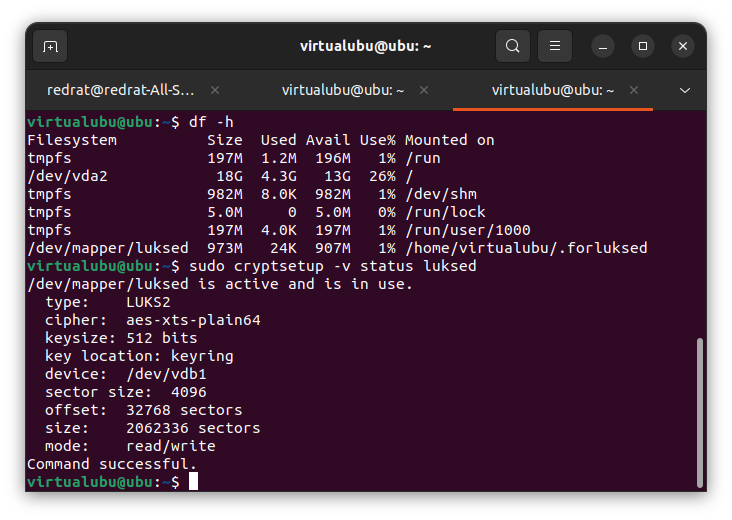 virtualubu@ubu: ~
redrat@redrat-All-S...
virtualubu@ubu: ~
virtualubu@ubu: ~
virtualubu@ubu:~$ df -h
Filesystem          Size  Used Avail Use% Mounted on
tmpfs               197M  1.2M  196M   1% /run
/dev/vda2            18G  4.3G   13G  26% /
tmpfs               982M  8.0K  982M   1% /dev/shm
tmpfs               5.0M     0  5.0M   0% /run/lock
tmpfs               197M  4.0K  197M   1% /run/user/1000
/dev/mapper/luksed  973M   24K  907M   1% /home/virtualubu/.forluksed
virtualubu@ubu:~$ sudo cryptsetup -v status luksed
/dev/mapper/luksed is active and is in use.
  type:    LUKS2
  cipher:  aes-xts-plain64
  keysize: 512 bits
  key location: keyring
  device:  /dev/vdb1
  sector size:  4096
  offset:  32768 sectors
  size:    2062336 sectors
  mode:    read/write
Command successful.
virtualubu@ubu:~$